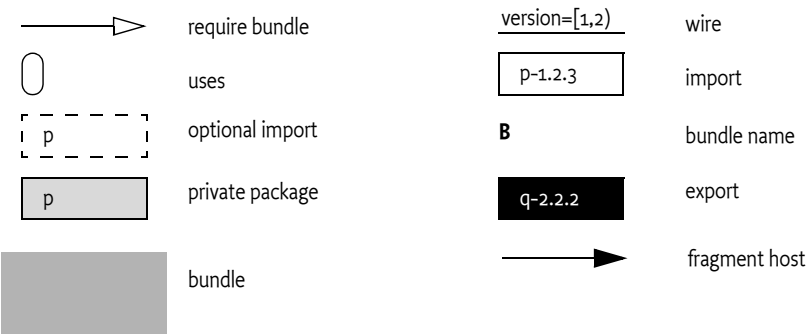 require bundle
uses
p
optional import
p
private package
bundle
version=[1,2)
wire
p-1.2.3
import
B
bundle name
q-2.2.2
export
fragment host